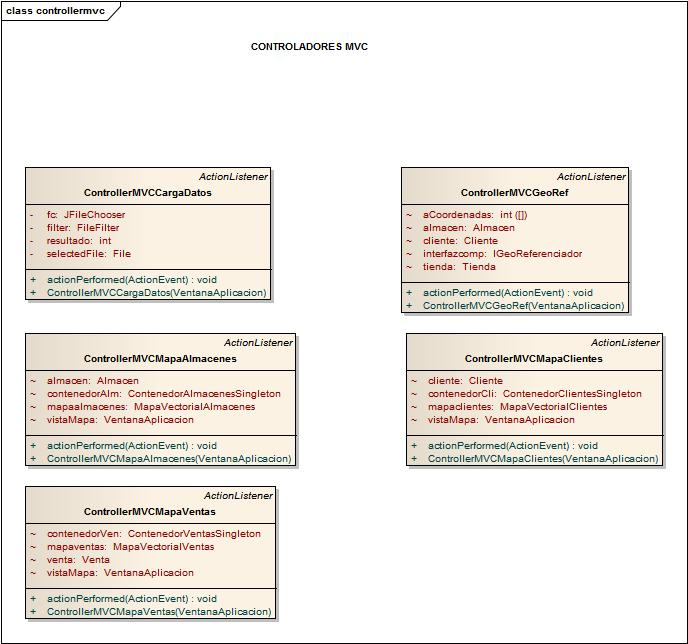 class controllermvc
CONTROLADORES MVC
ActionListener
ControllerMVCCargaDatos
- fc: JFileChooser
- filter: FileFilter
- resultado: int
- selectedFile: File
+ actionPerformed(ActionEvent) : void
+ ControllerMVCCargaDatos(VentanaAplicacion)
ActionListener
ControllerMVCGeoRef
~ aCoordenadas: int ([])
~ almacen: Almacen
~ cliente: Cliente
~ interfazcomp: IGeoReferenciador
~ tienda: Tienda
+ actionPerformed(ActionEvent) : void
+ ControllerMVCGeoRef(VentanaAplicacion)
ActionListener
ControllerMVCMapaAlmacenes
~ almacen: Almacen
~ contenedorAlm: ContenedorAlmacenesSingleton
~ mapaalmacenes: MapaVectorialAlmacenes
~ vistaMapa: VentanaAplicacion
+ actionPerformed(ActionEvent) : void
+ ControllerMVCMapaAlmacenes(VentanaAplicacion)
ActionListener
ControllerMVCMapaClientes
~ cliente: Cliente
~ contenedorCli: ContenedorClientesSingleton
~ mapaclientes: MapaVectorialClientes
~ vistaMapa: VentanaAplicacion
+ actionPerformed(ActionEvent) : void
+ ControllerMVCMapaClientes(VentanaAplicacion)
ActionListener
ControllerMVCMapaVentas
~ contenedorVen: ContenedorVentasSingleton
~ mapaventas: MapaVectorialVentas
~ venta: Venta
~ vistaMapa: VentanaAplicacion
+ actionPerformed(ActionEvent) : void
+ ControllerMVCMapaVentas(VentanaAplicacion)